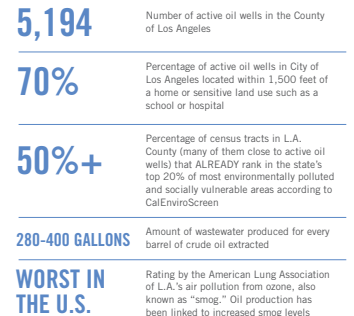 5,194
Number of active oil wells in the County
of Los Angeles
70%
Percentage of active oil wells in City of
Los Angeles located within 1,500 feet of
a home or sensitive land use such as a
school or hospital
50%+
Percentage of census tracts in L.A.
County (many of them close to active oil
wells) that ALREADY rank in the state's
top 20% of most environmentally polluted
and socially vulnerable areas according to
CalEnviroScreen
280-400 GALLONS
Amount of wastewater produced for every
barrel of crude oil extracted
WORST IN
THE U.S.
Rating by the American Lung Association
of L.A.'s air pollution from ozone, also
known as “smog.” Oil production has
been linked to increased smog levels